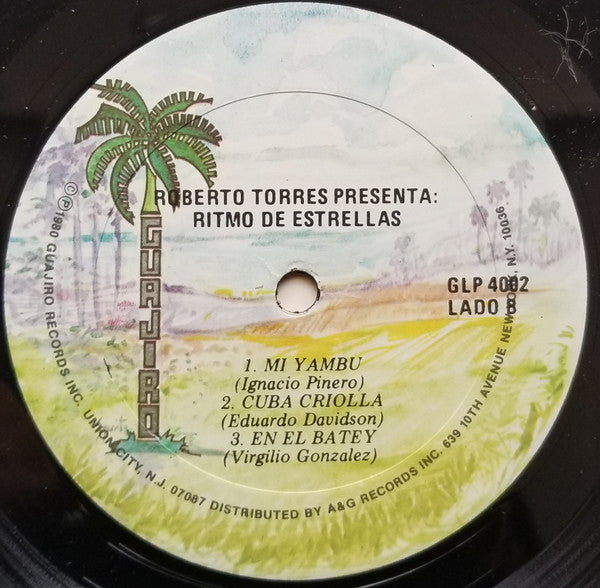 ROBERTO TORRES PRESENTA:
RITMO DE ESTRELLAS
GUAJIRO
GLP 4002
LADO B
1. MI YAMBU
(Ignacio Pinero)
2. CUBA CRIOLLA
(Eduardo Davidson)
3. EN EL BATEY
(Virgilio Gonzalez)
©℗ 1980 GUAJIRO RECORDS INC. UNION CITY, N.J. 07087 DISTRIBUTED BY A&G RECORDS INC. 639 10TH AVENUE NEW YORK, N.Y. 10036